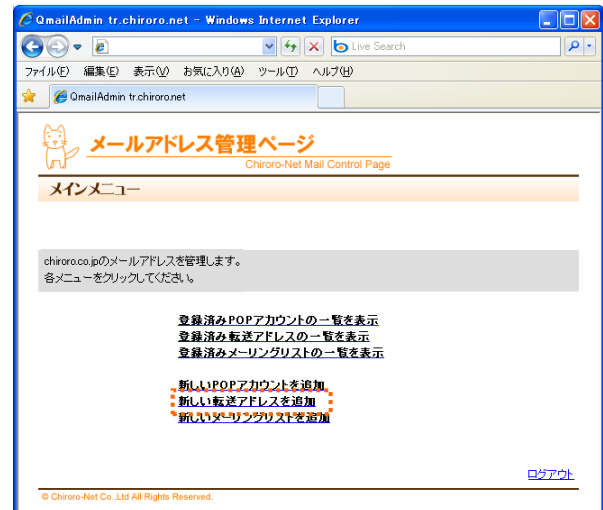 QmailAdmin tr.chiroro.net - Windows Internet Explorer
Live Search
ファイル(F) 編集(E) 表示(V) お気に入り(A) ツール(T) ヘルプ(H)
QmailAdmin tr.chiroro.net
メールアドレス管理ページ
Chiroro-Net Mail Control Page
メインメニュー
chiroro.co.jpのメールアドレスを管理します。
各メニューをクリックしてください。
登録済みPOPアカウントの一覧を表示
登録済み転送アドレスの一覧を表示
登録済みメーリングリストの一覧を表示
新しいPOPアカウントを追加
新しい転送アドレスを追加
新しいメーリングリストを追加
ログアウト
© Chiroro-Net Co.,Ltd All Rights Reserved.